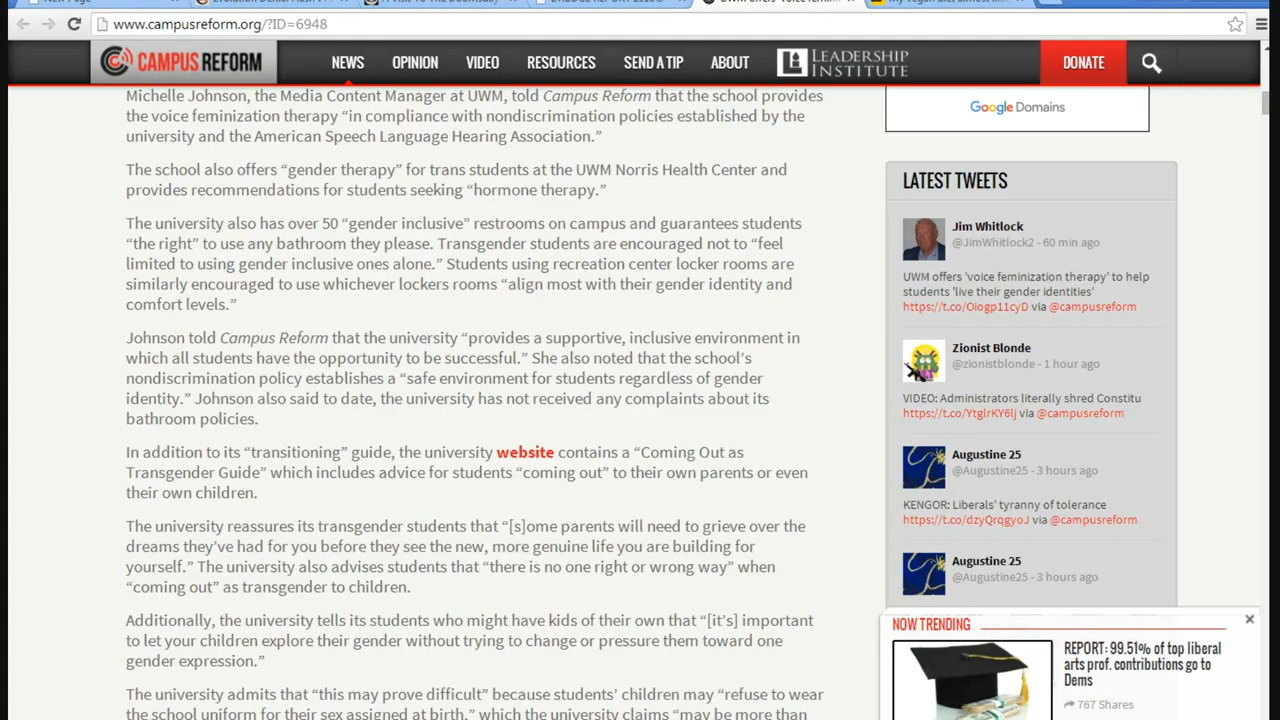 www.campusreform.org/?ID=6948
CAMPUS REFORM
NEWS
OPINION
VIDEO
RESOURCES
SEND A TIP
ABOUT
LEADERSHIP
INSTITUTE
DONATE
Michelle Johnson, the Media Content Manager at UWM, told Campus Reform that the school provides
the voice feminization therapy “in compliance with nondiscrimination policies established by the
university and the American Speech Language Hearing Association.”
The school also offers “gender therapy” for trans students at the UWM Norris Health Center and
provides recommendations for students seeking “hormone therapy.”
The university also has over 50 “gender inclusive” restrooms on campus and guarantees students
“the right” to use any bathroom they please. Transgender students are encouraged not to “feel
limited to using gender inclusive ones alone.” Students using recreation center locker rooms are
similarly encouraged to use whichever lockers rooms “align most with their gender identity and
comfort levels.”
Johnson told Campus Reform that the university “provides a supportive, inclusive environment in
which all students have the opportunity to be successful.” She also noted that the school’s
nondiscrimination policy establishes a “safe environment for students regardless of gender
identity.” Johnson also said to date, the university has not received any complaints about its
bathroom policies.
In addition to its “transitioning” guide, the university website contains a “Coming Out as
Transgender Guide” which includes advice for students “coming out” to their own parents or even
their own children.
The university reassures its transgender students that “[s]ome parents will need to grieve over the
dreams they’ve had for you before they see the new, more genuine life you are building for
yourself.” The university also advises students that “there is no one right or wrong way” when
“coming out” as transgender to children.
Additionally, the university tells its students who might have kids of their own that “[it’s] important
to let your children explore their gender without trying to change or pressure them toward one
gender expression.”
The university admits that “this may prove difficult” because students’ children may “refuse to wear
the school uniform for their sex assigned at birth,” which the university claims “may be more than
Google Domains
LATEST TWEETS
Jim Whitlock
@JimWhitlock2 - 60 min ago
UWM offers 'voice feminization therapy' to help
students 'live their gender identities'
https://t.co/Oiogp11cyD via @campusreform
Zionist Blonde
@zionistblonde - 1 hour ago
VIDEO: Administrators literally shred Constitu
https://t.co/YtglrKY6lj via @campusreform
Augustine 25
@Augustine25 - 3 hours ago
KENGOR: Liberals' tyranny of tolerance
https://t.co/dzyQrqgyoJ via @campusreform
Augustine 25
@Augustine25 - 3 hours ago
NOW TRENDING
REPORT: 99.51% of top liberal
arts prof. contributions go to
Dems
767 Shares